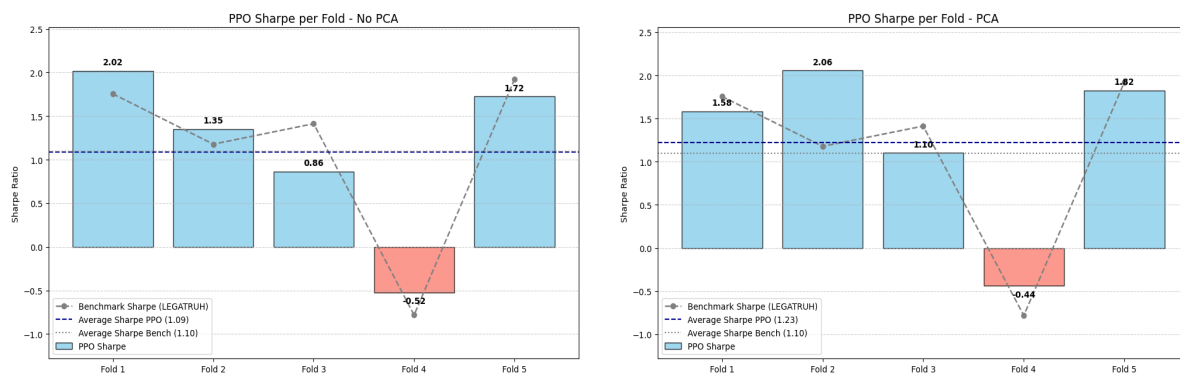 PPO Sharpe per Fold - No PCA
2.5
2.0
1.5
1.0
0.5
0.0
−0.5
−1.0
Sharpe Ratio
2.02
1.35
0.86
-0.52
1.72
Benchmark Sharpe (LEGATRUH)
Average Sharpe PPO (1.09)
Average Sharpe Bench (1.10)
PPO Sharpe
Fold 1
Fold 2
Fold 3
Fold 4
Fold 5
PPO Sharpe per Fold - PCA
2.5
2.0
1.5
1.0
0.5
0.0
−0.5
−1.0
Sharpe Ratio
1.58
2.06
1.10
-0.44
1.82
Benchmark Sharpe (LEGATRUH)
Average Sharpe PPO (1.23)
Average Sharpe Bench (1.10)
PPO Sharpe
Fold 1
Fold 2
Fold 3
Fold 4
Fold 5